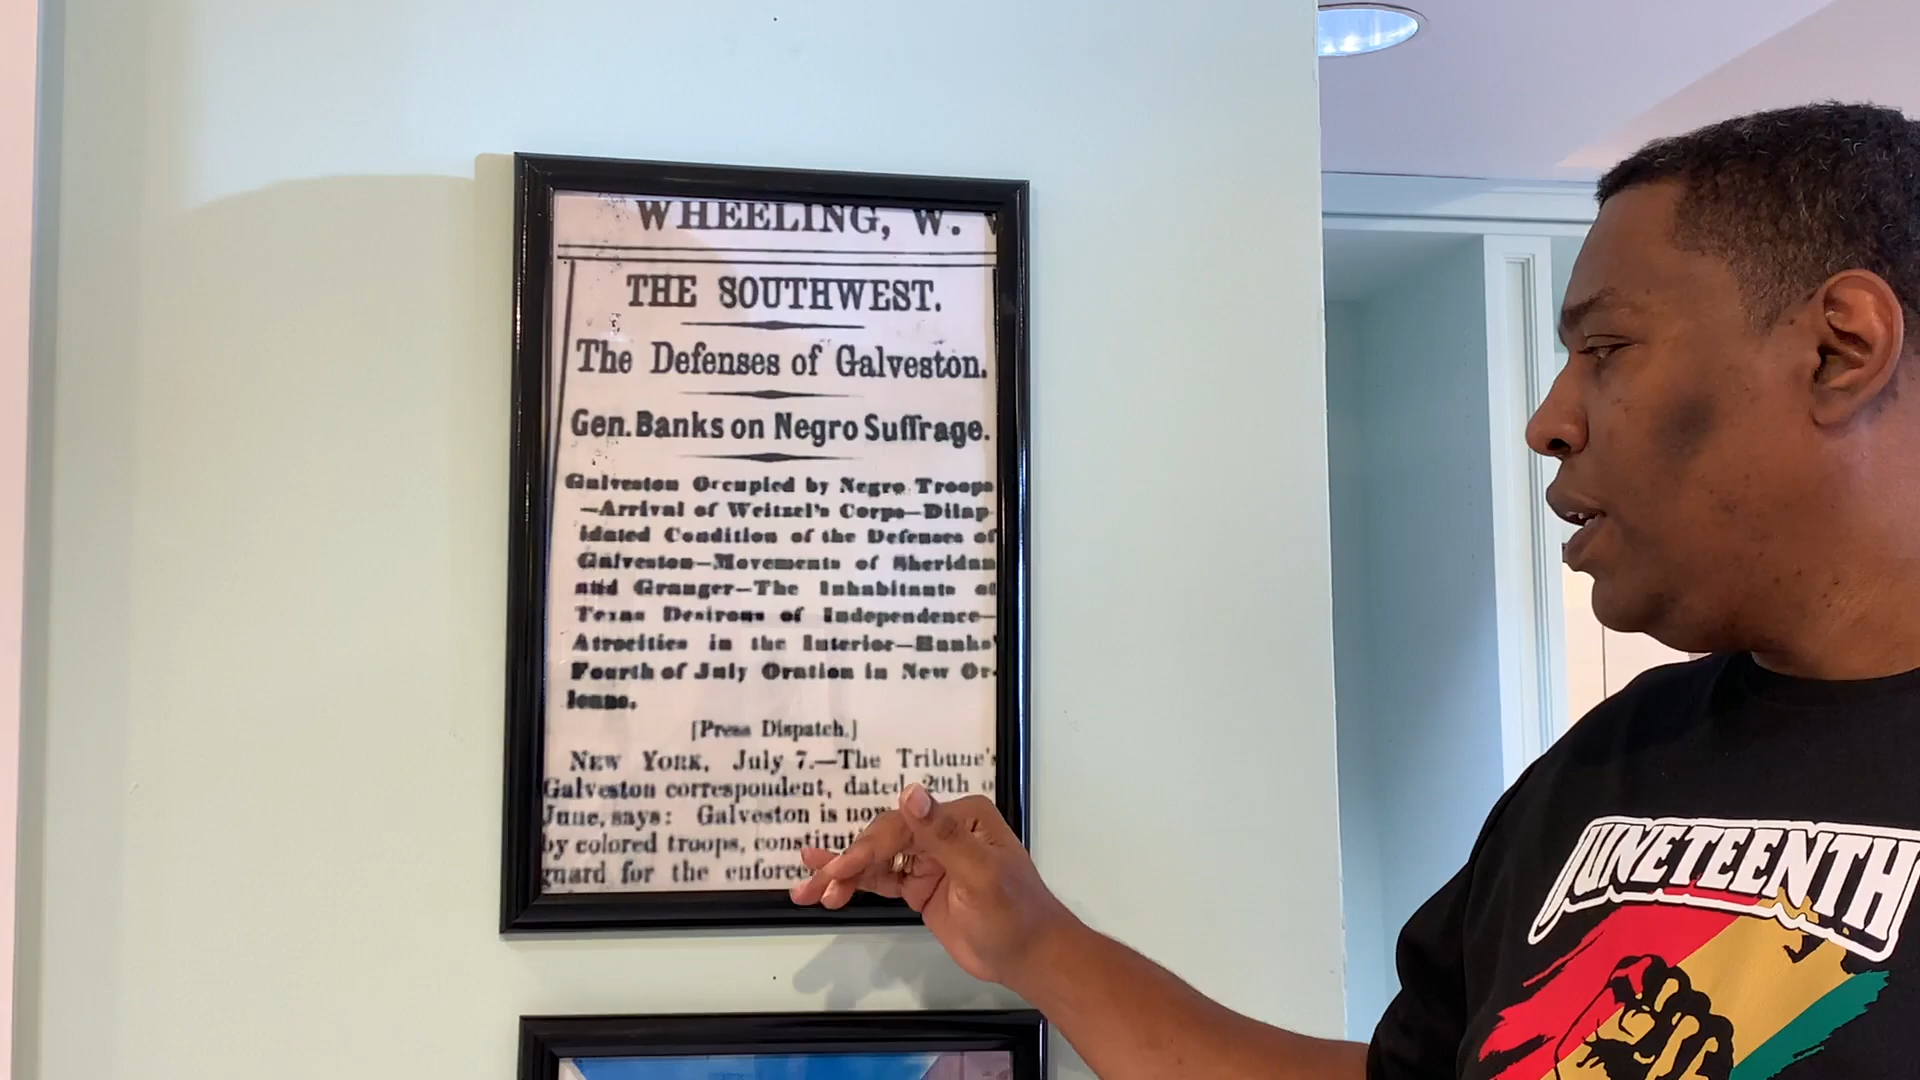 WHEELING, W.
THE SOUTHWEST.
The Defenses of Galveston.
Gen. Banks on Negro Suffrage.
Galveston Occupied by Negro Troops
—Arrival of Weitzel's Corps—Dilap
idated Condition of the Defenses of
Galveston—Movements of Sheridan
and Granger—The Inhabitants of
Texas Desirous of Independence—
Atrocities in the Interior—Banks'
Fourth of July Oration in New Or-
leans.
[Press Dispatch.]
NEW YORK, July 7.—The Tribune's
Galveston correspondent, dated 20th
June, says: Galveston is
by colored troops,
guard for the
JUNETEENTH